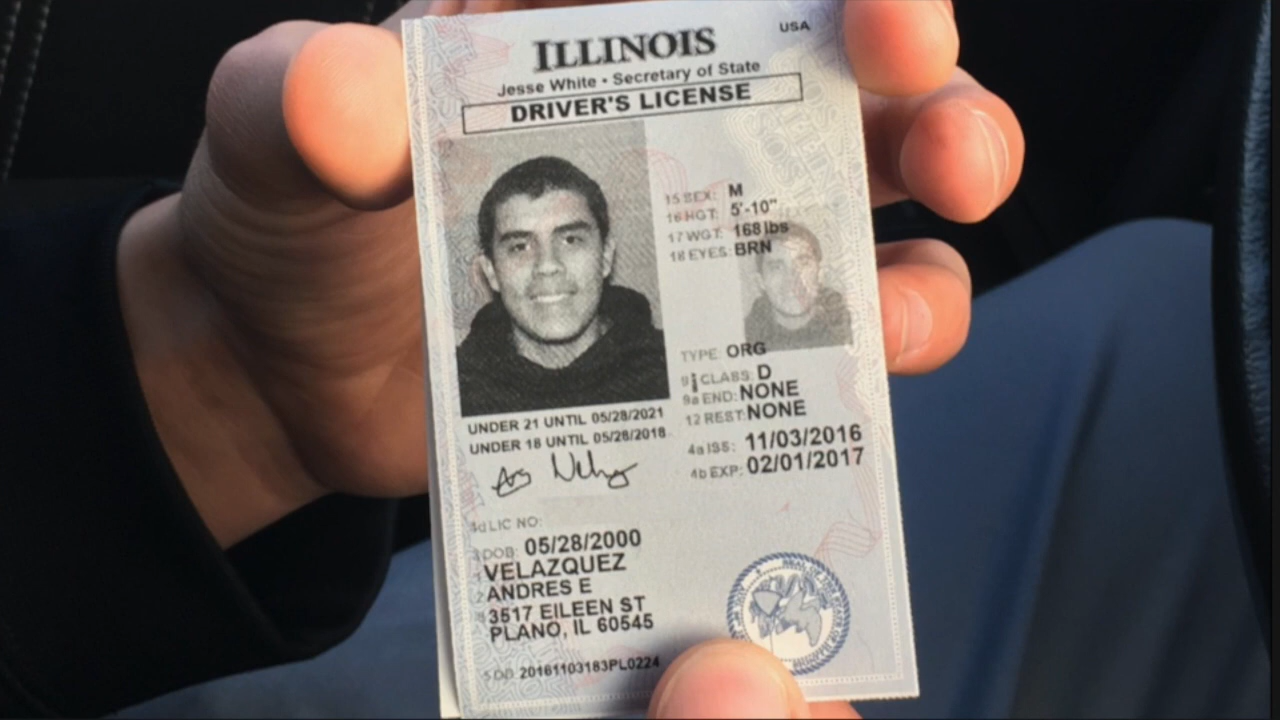 ILLINOIS
USA
Jesse White • Secretary of State
DRIVER'S LICENSE
15 SEX: M
16 HGT: 5'-10"
17 WGT: 168 lbs
18 EYES: BRN
TYPE: ORG
9 CLASS: D
9a END: NONE
12 REST: NONE
4a ISS: 11/03/2016
4b EXP: 02/01/2017
UNDER 21 UNTIL 05/28/2021
UNDER 18 UNTIL 05/28/2018
4d LIC NO:
3 DOB: 05/28/2000
1 VELAZQUEZ
2 ANDRES E
8 3517 EILEEN ST
PLANO, IL 60545
5 DD: 20161103183PL0224